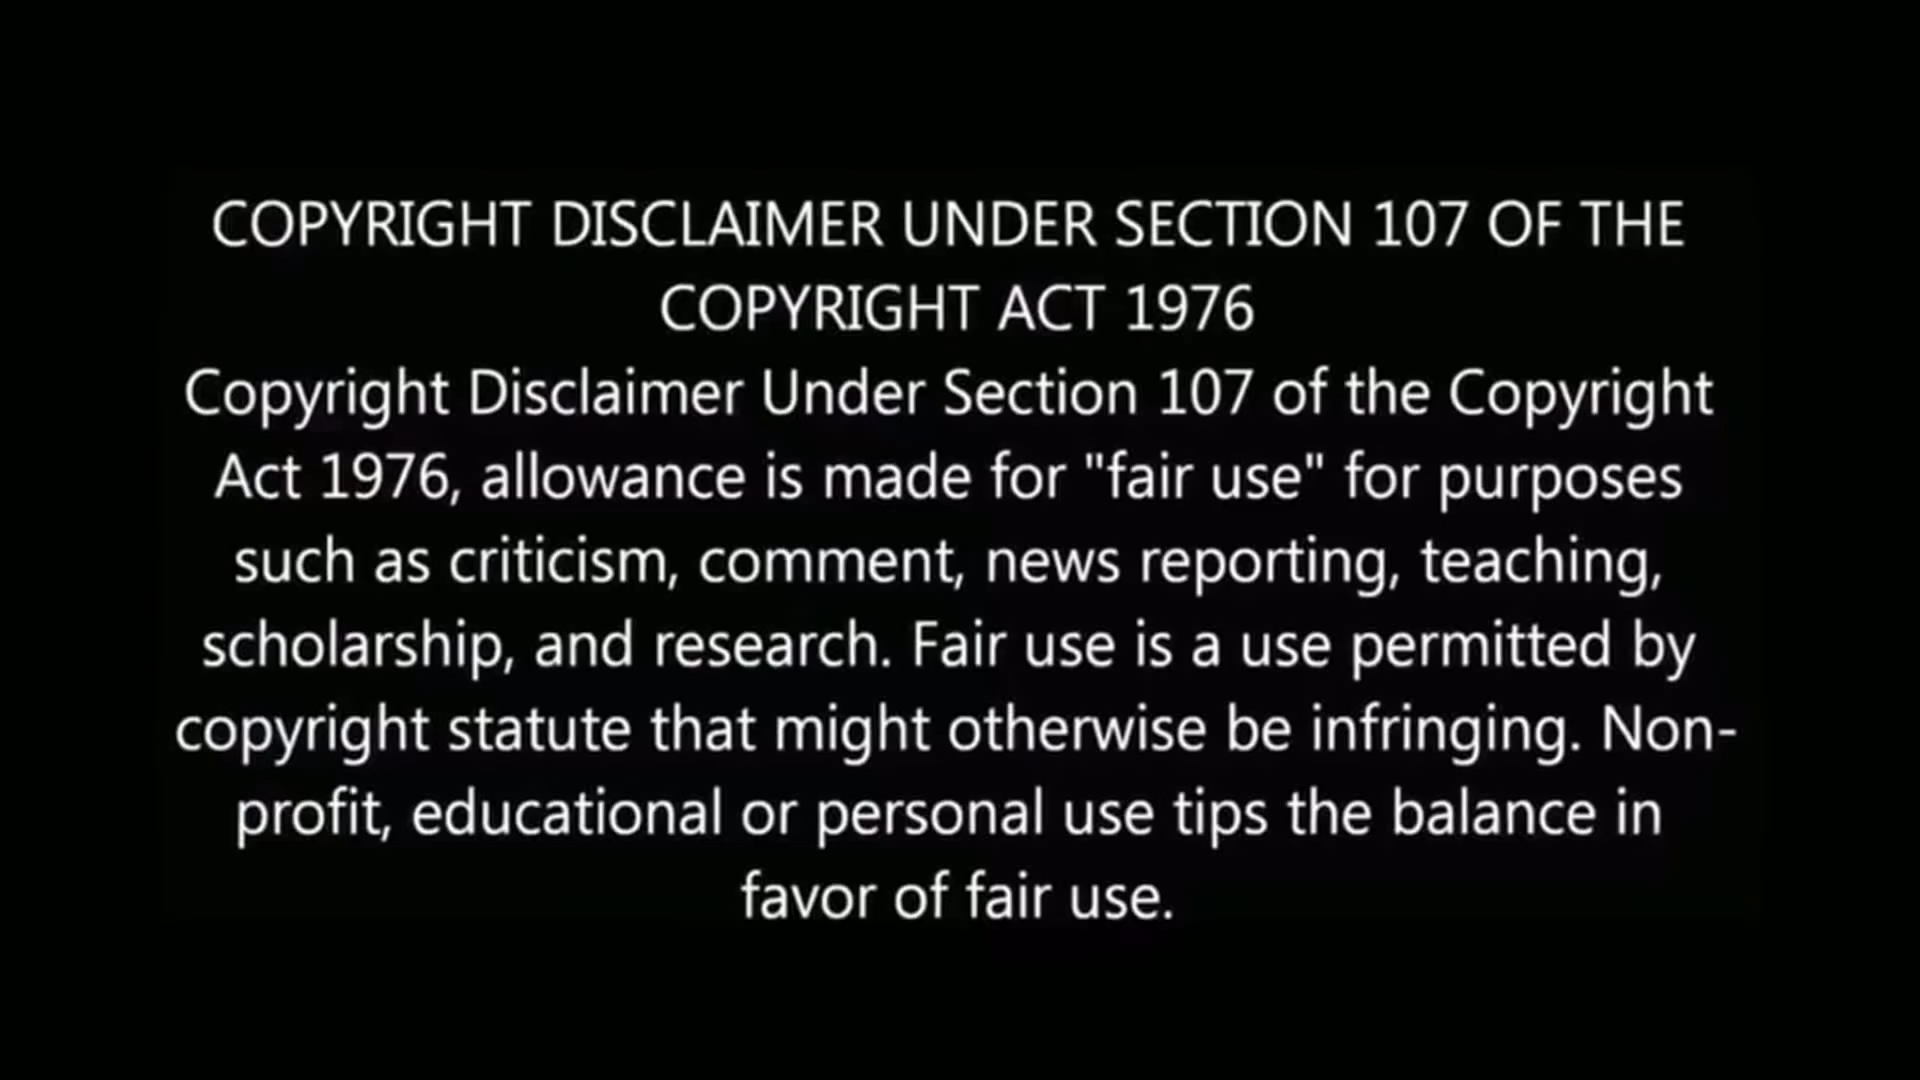 COPYRIGHT DISCLAIMER UNDER SECTION 107 OF THE
COPYRIGHT ACT 1976
Copyright Disclaimer Under Section 107 of the Copyright
Act 1976, allowance is made for "fair use" for purposes
such as criticism, comment, news reporting, teaching,
scholarship, and research. Fair use is a use permitted by
copyright statute that might otherwise be infringing. Non-
profit, educational or personal use tips the balance in
favor of fair use.